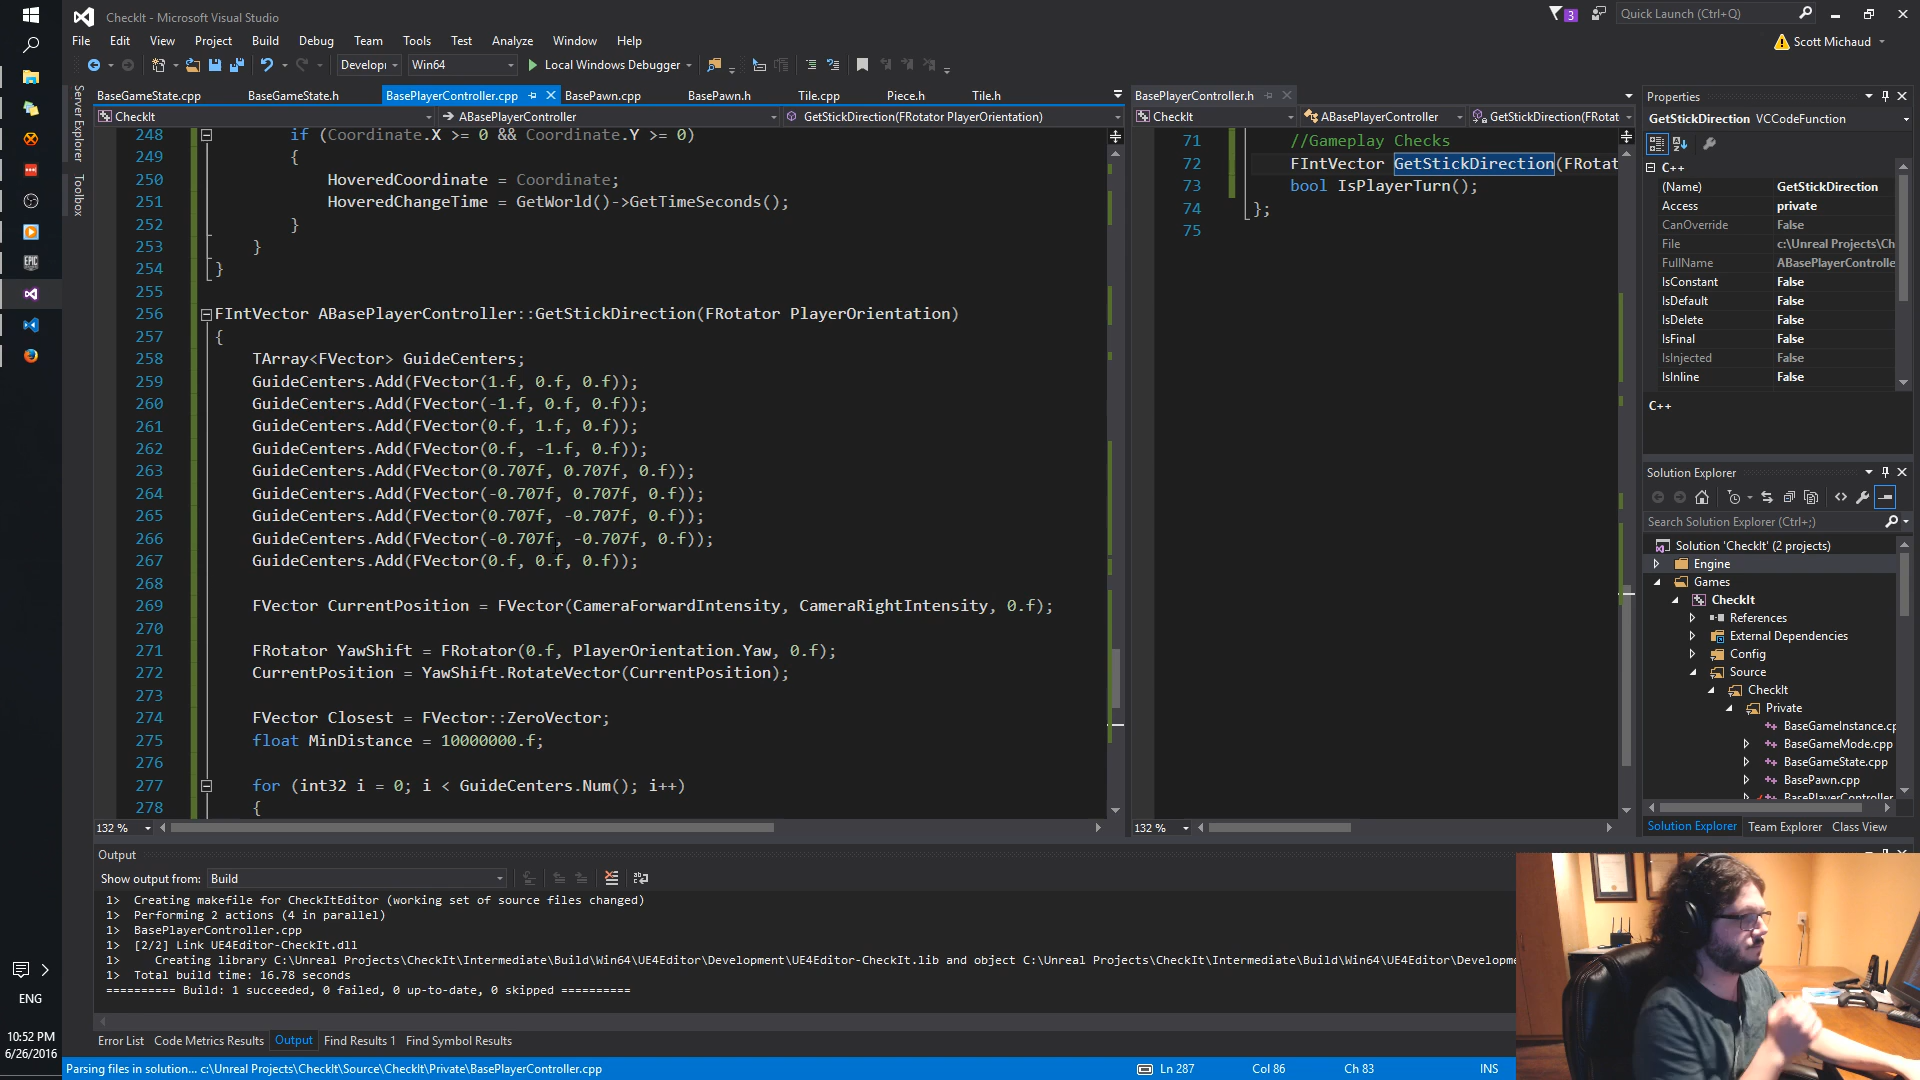 CheckIt - Microsoft Visual Studio
3
Quick Launch (Ctrl+Q)
File Edit View Project Build Debug Team Tools Test Analyze Window Help
Scott Michaud
Develop Win64 Local Windows Debugger
Server Explorer
Toolbox
BaseGameState.cpp BaseGameState.h BasePlayerController.cpp BasePawn.cpp BasePawn.h Tile.cpp Piece.h Tile.h
CheckIt ABasePlayerController GetStickDirection(FRotator PlayerOrientation)
248 if (Coordinate.X >= 0 && Coordinate.Y >= 0)
249 {
250 HoveredCoordinate = Coordinate;
251 HoveredChangeTime = GetWorld()->GetTimeSeconds();
252 }
253 }
254 }
255
256 FIntVector ABasePlayerController::GetStickDirection(FRotator PlayerOrientation)
257 {
258 TArray<FVector> GuideCenters;
259 GuideCenters.Add(FVector(1.f, 0.f, 0.f));
260 GuideCenters.Add(FVector(-1.f, 0.f, 0.f));
261 GuideCenters.Add(FVector(0.f, 1.f, 0.f));
262 GuideCenters.Add(FVector(0.f, -1.f, 0.f));
263 GuideCenters.Add(FVector(0.707f, 0.707f, 0.f));
264 GuideCenters.Add(FVector(-0.707f, 0.707f, 0.f));
265 GuideCenters.Add(FVector(0.707f, -0.707f, 0.f));
266 GuideCenters.Add(FVector(-0.707f, -0.707f, 0.f));
267 GuideCenters.Add(FVector(0.f, 0.f, 0.f));
268
269 FVector CurrentPosition = FVector(CameraForwardIntensity, CameraRightIntensity, 0.f);
270
271 FRotator YawShift = FRotator(0.f, PlayerOrientation.Yaw, 0.f);
272 CurrentPosition = YawShift.RotateVector(CurrentPosition);
273
274 FVector Closest = FVector::ZeroVector;
275 float MinDistance = 10000000.f;
276
277 for (int32 i = 0; i < GuideCenters.Num(); i++)
278 {
132 %
BasePlayerController.h
CheckIt ABasePlayerController GetStickDirection(FRotat
71 //Gameplay Checks
72 FIntVector GetStickDirection(FRotat
73 bool IsPlayerTurn();
74 };
75
132 %
Properties
GetStickDirection VCCodeFunction
C++
(Name) GetStickDirection
Access private
CanOverride False
File c:\Unreal Projects\Ch
FullName ABasePlayerControlle
IsConstant False
IsDefault False
IsDelete False
IsFinal False
IsInjected False
IsInline False
C++
Solution Explorer
Search Solution Explorer (Ctrl+;)
Solution 'CheckIt' (2 projects)
Engine
Games
CheckIt
References
External Dependencies
Config
Source
CheckIt
Private
BaseGameInstance.cp
BaseGameMode.cpp
BaseGameState.cpp
BasePawn.cpp
BasePlayerController
Solution Explorer Team Explorer Class View
Output
Show output from: Build
1> Creating makefile for CheckItEditor (working set of source files changed)
1> Performing 2 actions (4 in parallel)
1> BasePlayerController.cpp
1> [2/2] Link UE4Editor-CheckIt.dll
1> Creating library C:\Unreal Projects\CheckIt\Intermediate\Build\Win64\UE4Editor\Development\UE4Editor-CheckIt.lib and object C:\Unreal Projects\CheckIt\Intermediate\Build\Win64\UE4Editor\Developme
1> Total build time: 16.78 seconds
========== Build: 1 succeeded, 0 failed, 0 up-to-date, 0 skipped ==========
Error List Code Metrics Results Output Find Results 1 Find Symbol Results
Parsing files in solution... c:\Unreal Projects\CheckIt\Source\CheckIt\Private\BasePlayerController.cpp
Ln 287 Col 86 Ch 83 INS
EPIC
ENG
10:52 PM
6/26/2016